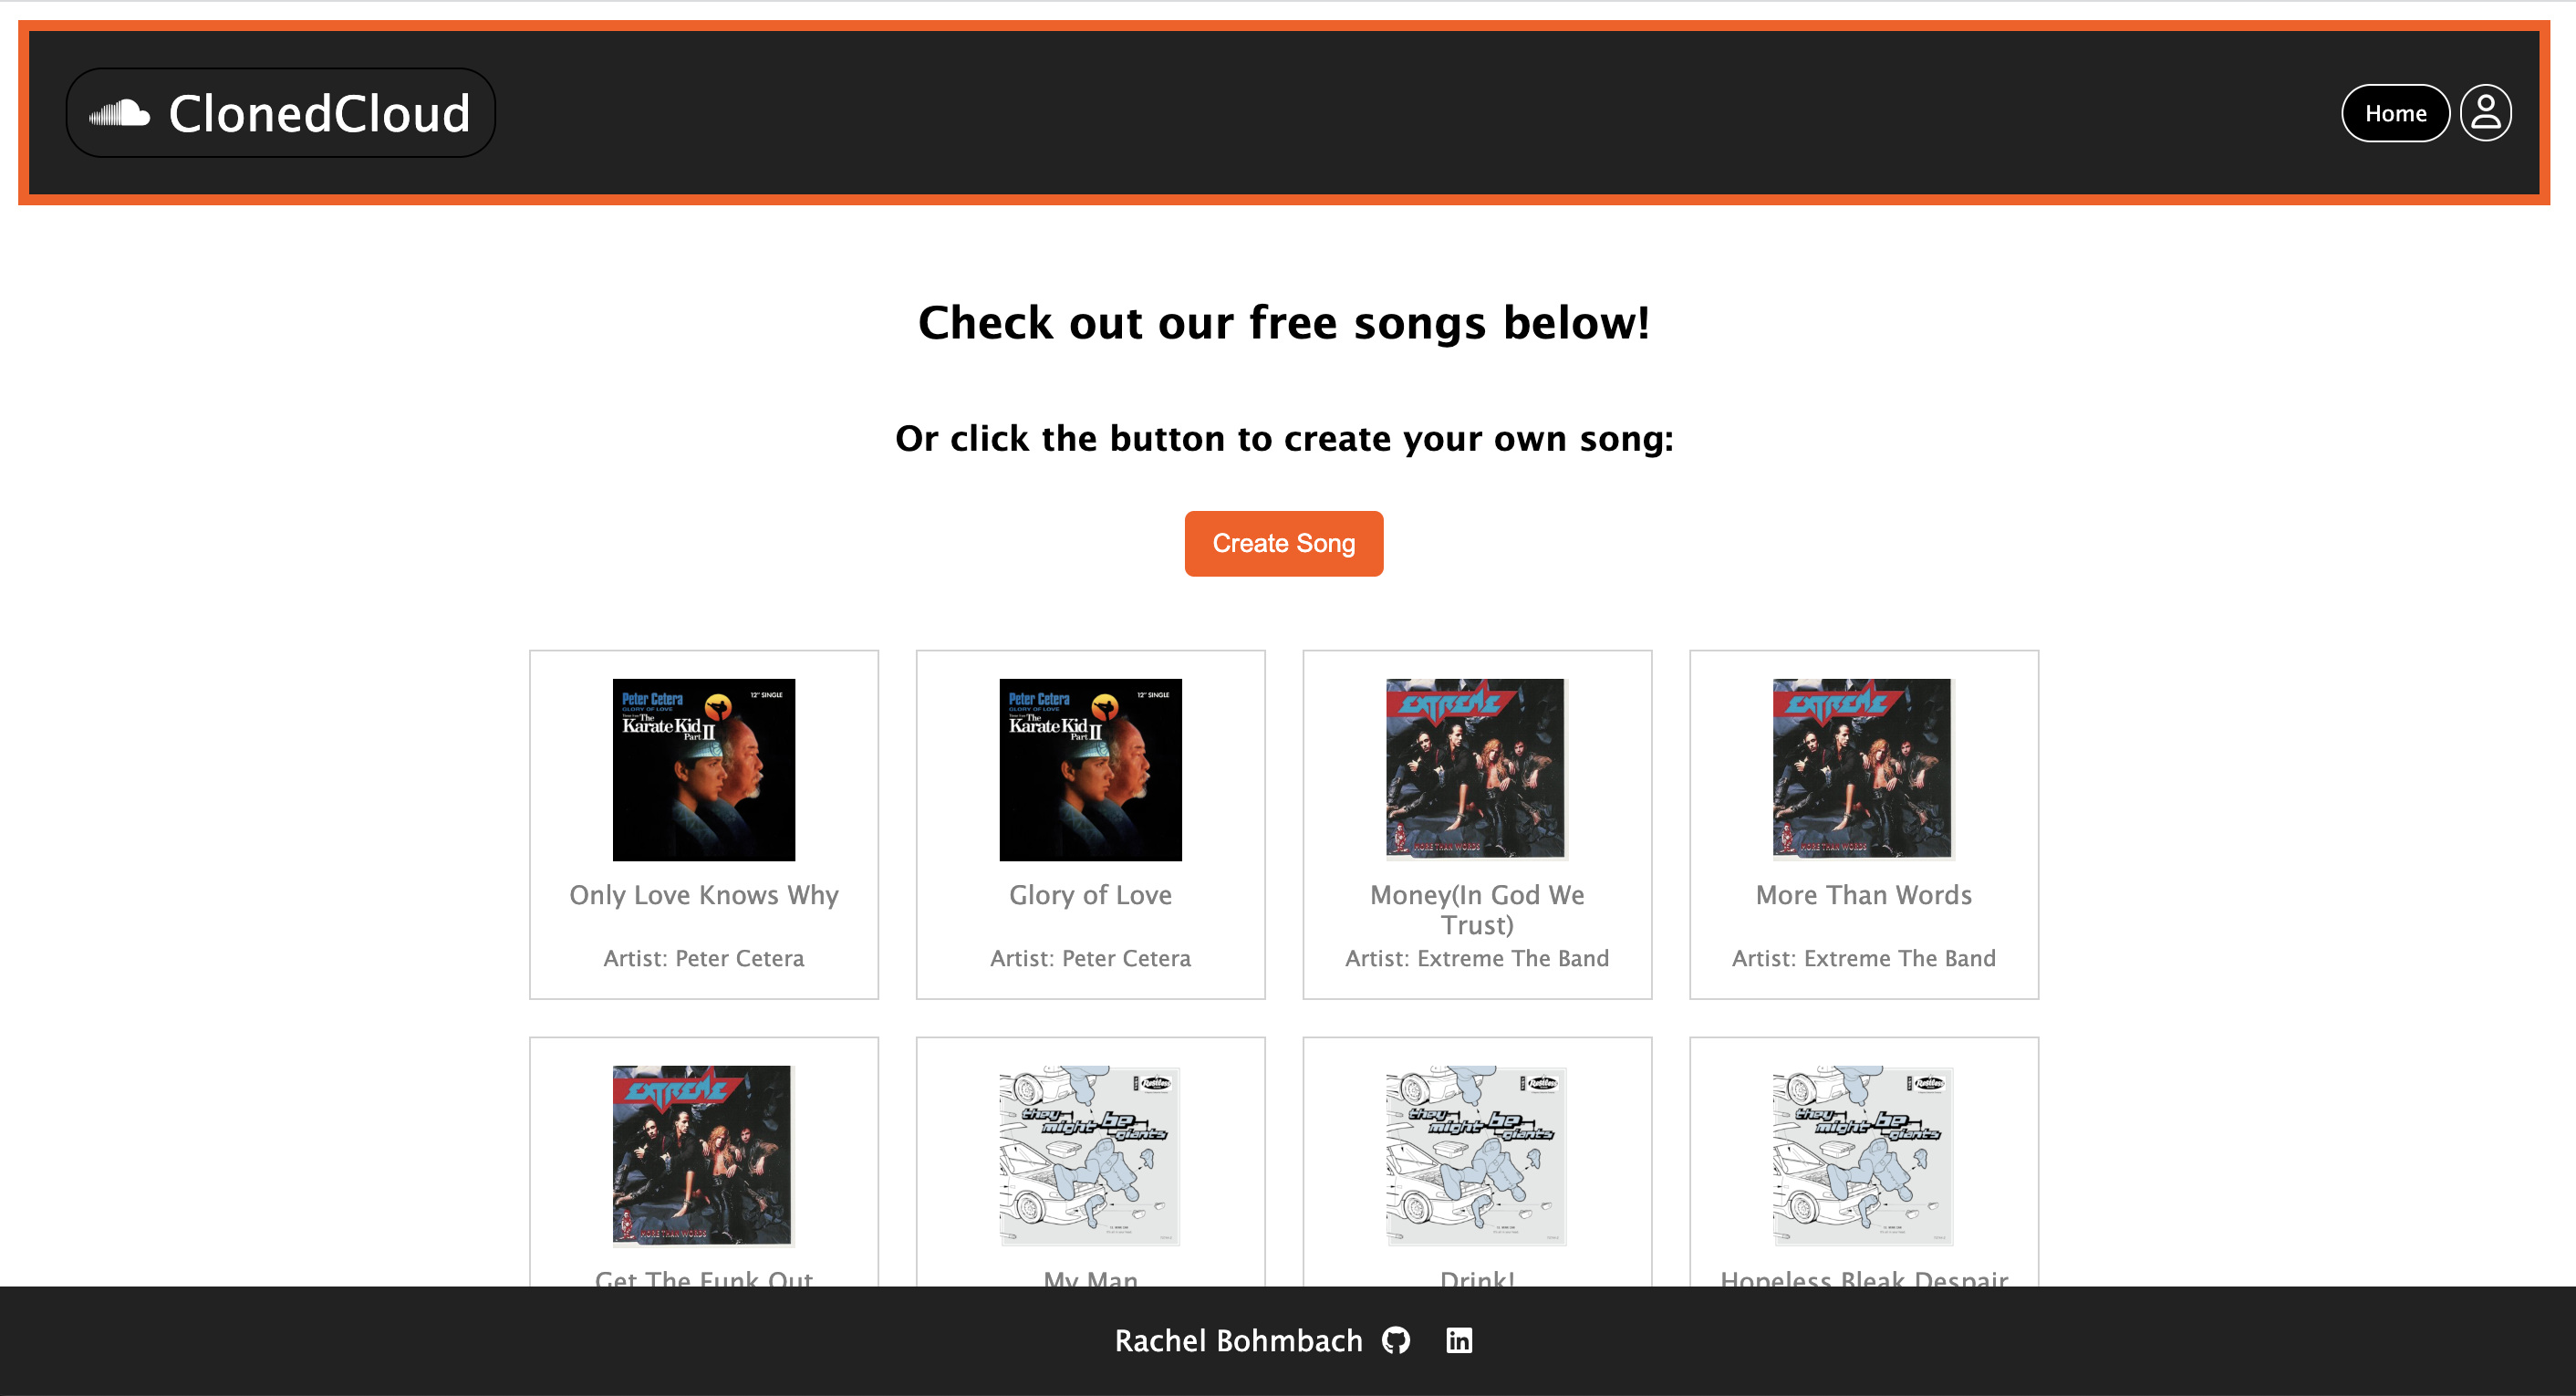 ClonedCloud
Home
Check out our free songs below!
Or click the button to create your own song:
Create Song
Peter Cetera
12" SINGLE
GLORY OF LOVE
The
Karate Kid
Part II
Peter Cetera
12" SINGLE
GLORY OF LOVE
The
Karate Kid
Part II
EXTREME
MORE THAN WORDS
EXTREME
MORE THAN WORDS
Only Love Knows Why
Glory of Love
Money(In God We
Trust)
More Than Words
Artist: Peter Cetera
Artist: Peter Cetera
Artist: Extreme The Band
Artist: Extreme The Band
EXTREME
MORE THAN WORDS
Restless
they
might be
giants
Restless
they
might be
giants
Restless
they
might be
giants
Get The Funk Out
My Man
Drink!
Hopeless Bleak Despair
Rachel Bohmbach
in